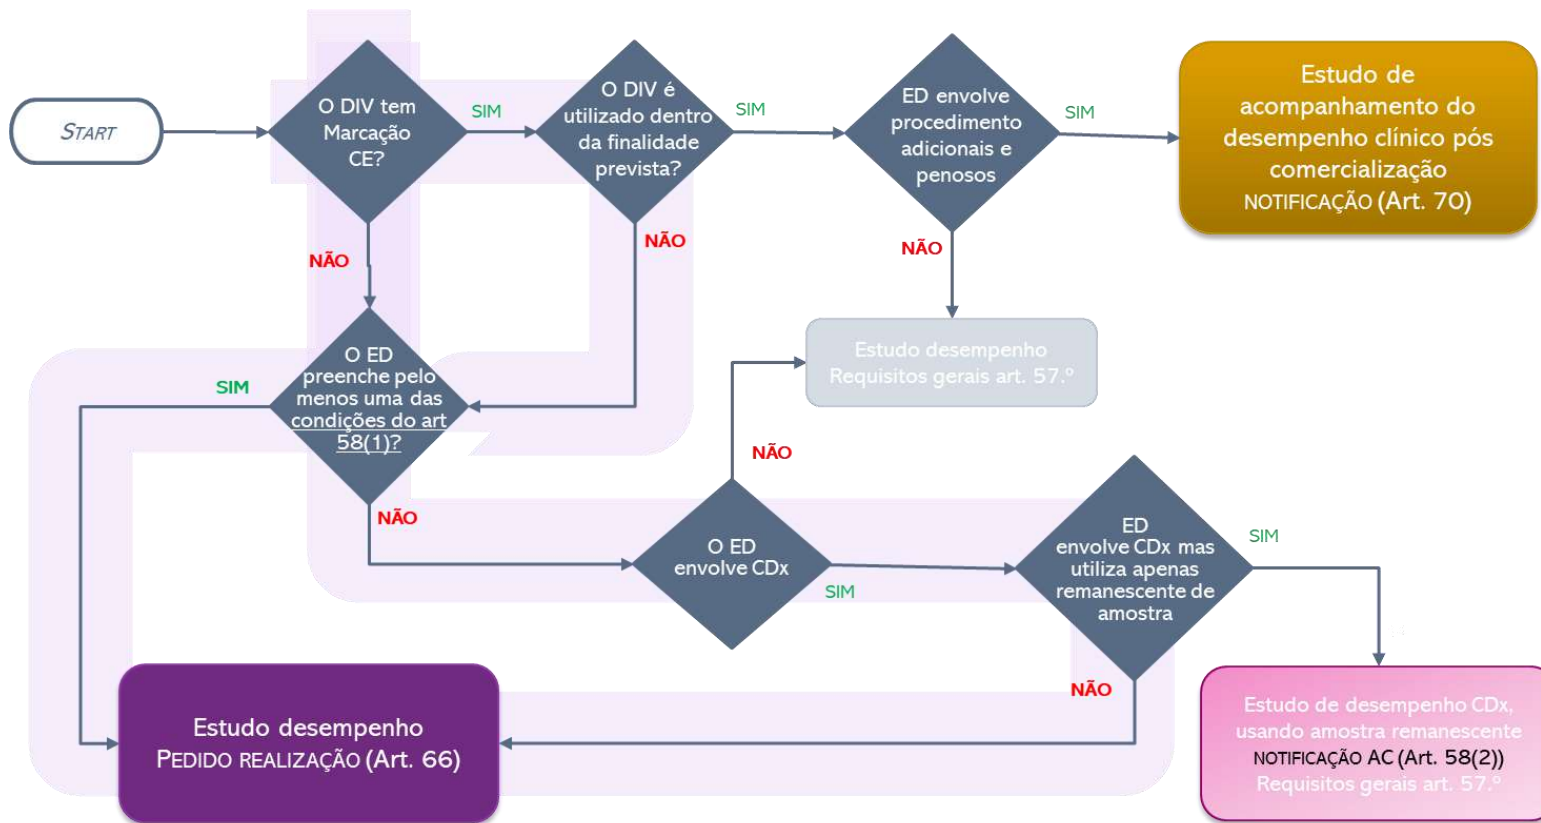 START
O DIV tem
Marcação
CE?
SIM
O DIV é
utilizado dentro
da finalidade
prevista?
SIM
ED envolve
procedimento
adicionais e
penosos
SIM
Estudo de
acompanhamento do
desempenho clínico pós
comercialização
NOTIFICAÇÃO (Art. 70)
NÃO
NÃO
NÃO
O ED
preenche pelo
menos uma das
condições do art
58(1)?
SIM
Estudo desempenho
Requisitos gerais art. 57.º
NÃO
NÃO
O ED
envolve CDx
SIM
ED
envolve CDx mas
utiliza apenas
remanescente de
amostra
SIM
NÃO
Estudo desempenho
PEDIDO REALIZAÇÃO (Art. 66)
Estudo de desempenho CDx,
usando amostra remanescente
NOTIFICAÇÃO AC (Art. 58(2))
Requisitos gerais art. 57.º